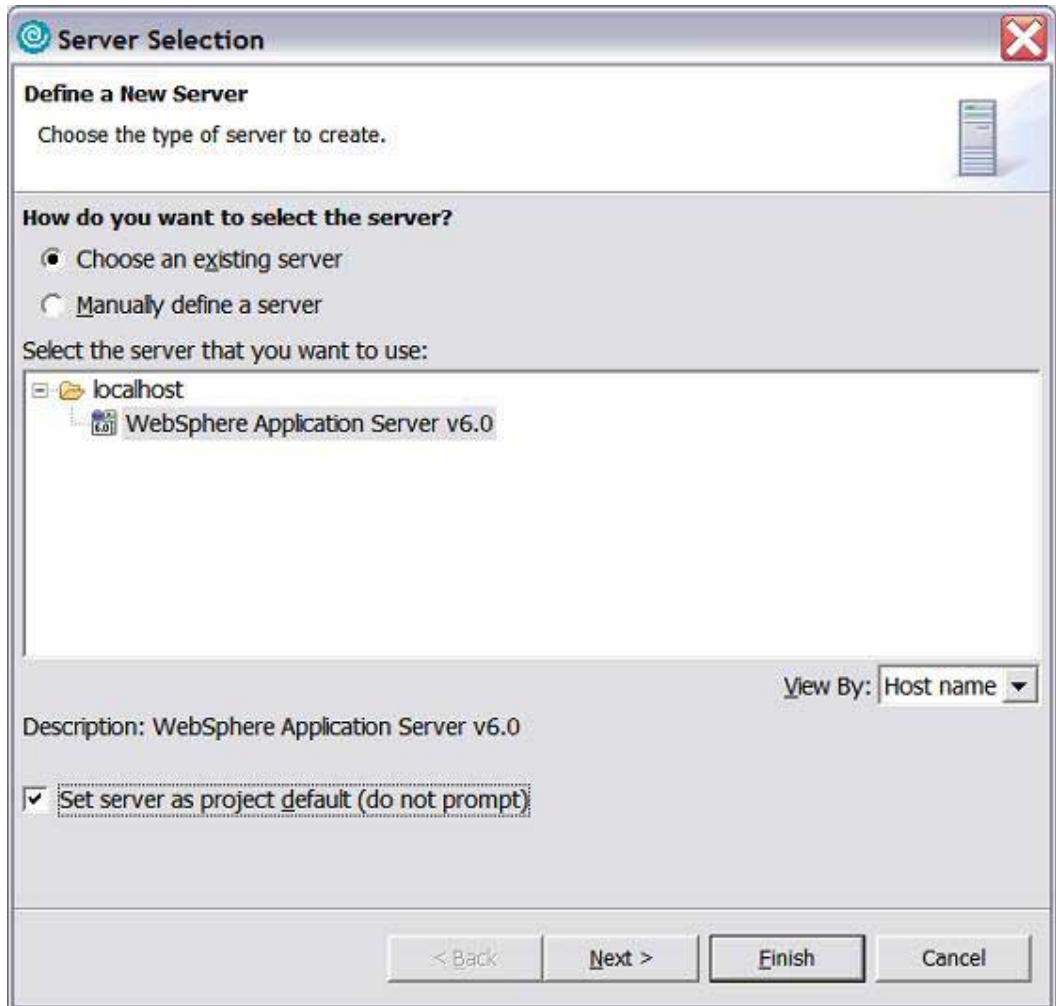 Server Selection
Define a New Server
Choose the type of server to create.
How do you want to select the server?
Choose an existing server
Manually define a server
Select the server that you want to use:
localhost
6.0
WebSphere Application Server v6.0
View By: Host name
Description: WebSphere Application Server v6.0
Set server as project default (do not prompt)
< Back Next > Finish Cancel